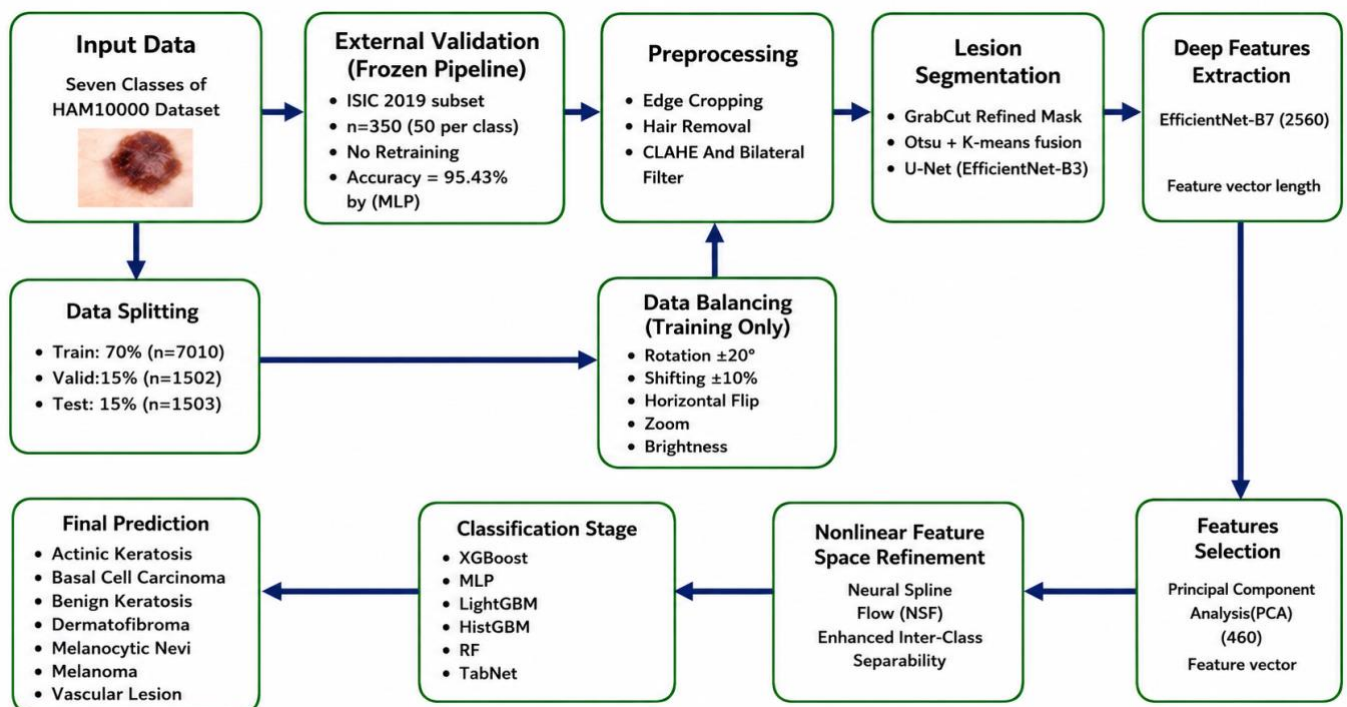 Input Data
Seven Classes of
HAM10000 Dataset
External Validation
(Frozen Pipeline)
• ISIC 2019 subset
• n=350 (50 per class)
• No Retraining
• Accuracy = 95.43%
by (MLP)
Preprocessing
• Edge Cropping
• Hair Removal
• CLAHE And Bilateral
Filter
Lesion
Segmentation
• GrabCut Refined Mask
• Otsu + K-means fusion
• U-Net (EfficientNet-B3)
Deep Features
Extraction
EfficientNet-B7 (2560)
Feature vector length
Data Splitting
• Train: 70% (n=7010)
• Valid:15% (n=1502)
• Test: 15% (n=1503)
Data Balancing
(Training Only)
• Rotation ±20°
• Shifting ±10%
• Horizontal Flip
• Zoom
• Brightness
Features
Selection
Principal Component
Analysis(PCA)
(460)
Feature vector
Nonlinear Feature
Space Refinement
Neural Spline
Flow (NSF)
Enhanced Inter-Class
Separability
Classification Stage
• XGBoost
• MLP
• LightGBM
• HistGBM
• RF
• TabNet
Final Prediction
• Actinic Keratosis
• Basal Cell Carcinoma
• Benign Keratosis
• Dermatofibroma
• Melanocytic Nevi
• Melanoma
• Vascular Lesion